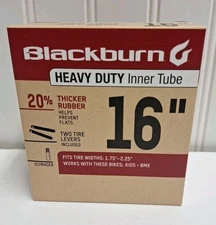 Blackburn
HEAVY DUTY Inner Tube
20%
THICKER
RUBBER
HELPS
PREVENT
FLATS
16"
TWO TIRE
LEVERS
INCLUDED
SCHRADER
FITS TIRE WIDTHS: 1.75"-2.25"
WORKS WITH THESE BIKES: KIDS + BMX